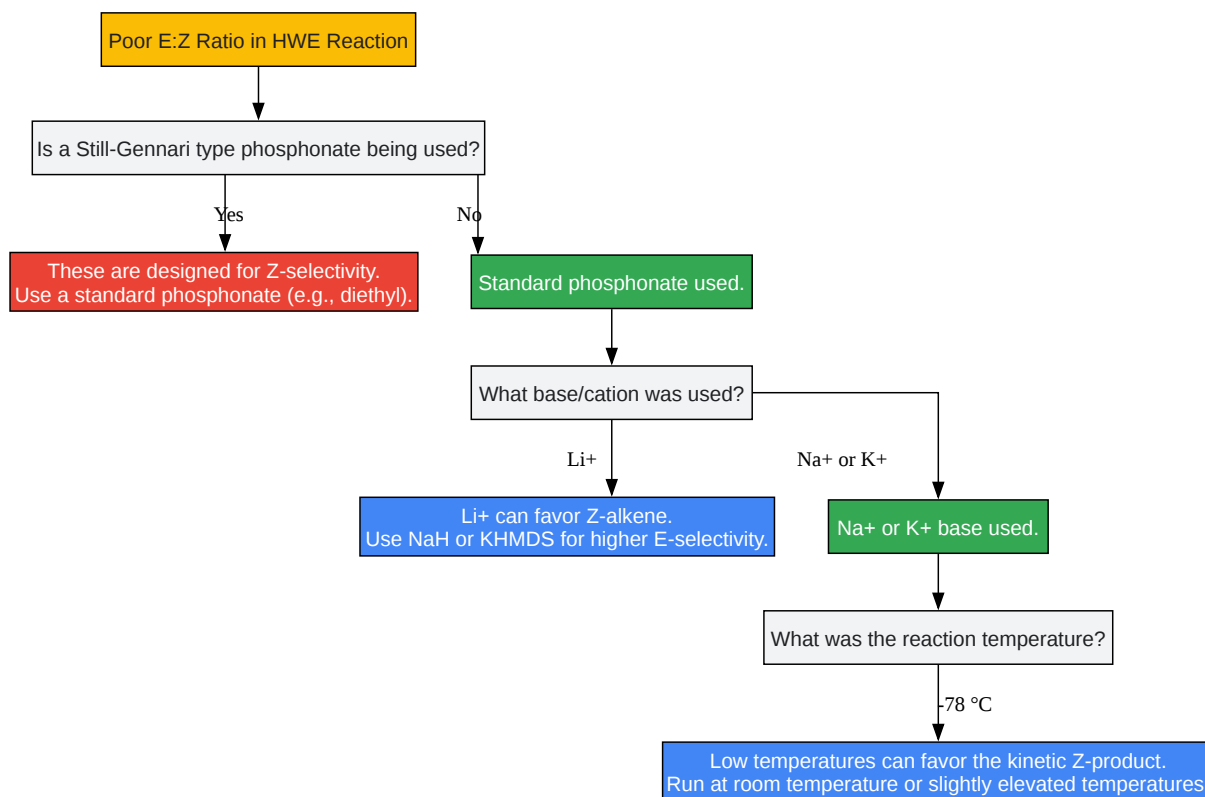 Poor E:Z Ratio in HWE Reaction
Is a Still-Gennari type phosphonate being used?
Yes
No
These are designed for Z-selectivity.
Use a standard phosphonate (e.g., diethyl).
Standard phosphonate used.
What base/cation was used?
Li+
Na+ or K+
Li+ can favor Z-alkene.
Use NaH or KHMDS for higher E-selectivity.
Na+ or K+ base used.
What was the reaction temperature?
-78 °C
Low temperatures can favor the kinetic Z-product.
Run at room temperature or slightly elevated temperatures